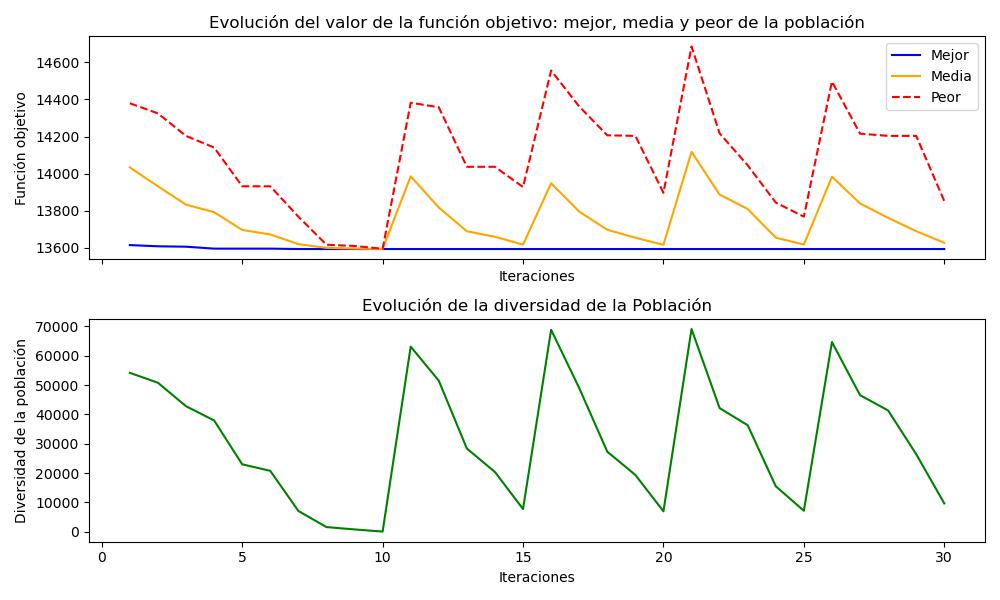 Evolución del valor de la función objetivo: mejor, media y peor de la población
14600
14400
14200
14000
13800
13600
Función objetivo
Mejor
Media
Peor
Iteraciones
Evolución de la diversidad de la Población
70000
60000
50000
40000
30000
20000
10000
0
Diversidad de la población
0 5 10 15 20 25 30
Iteraciones